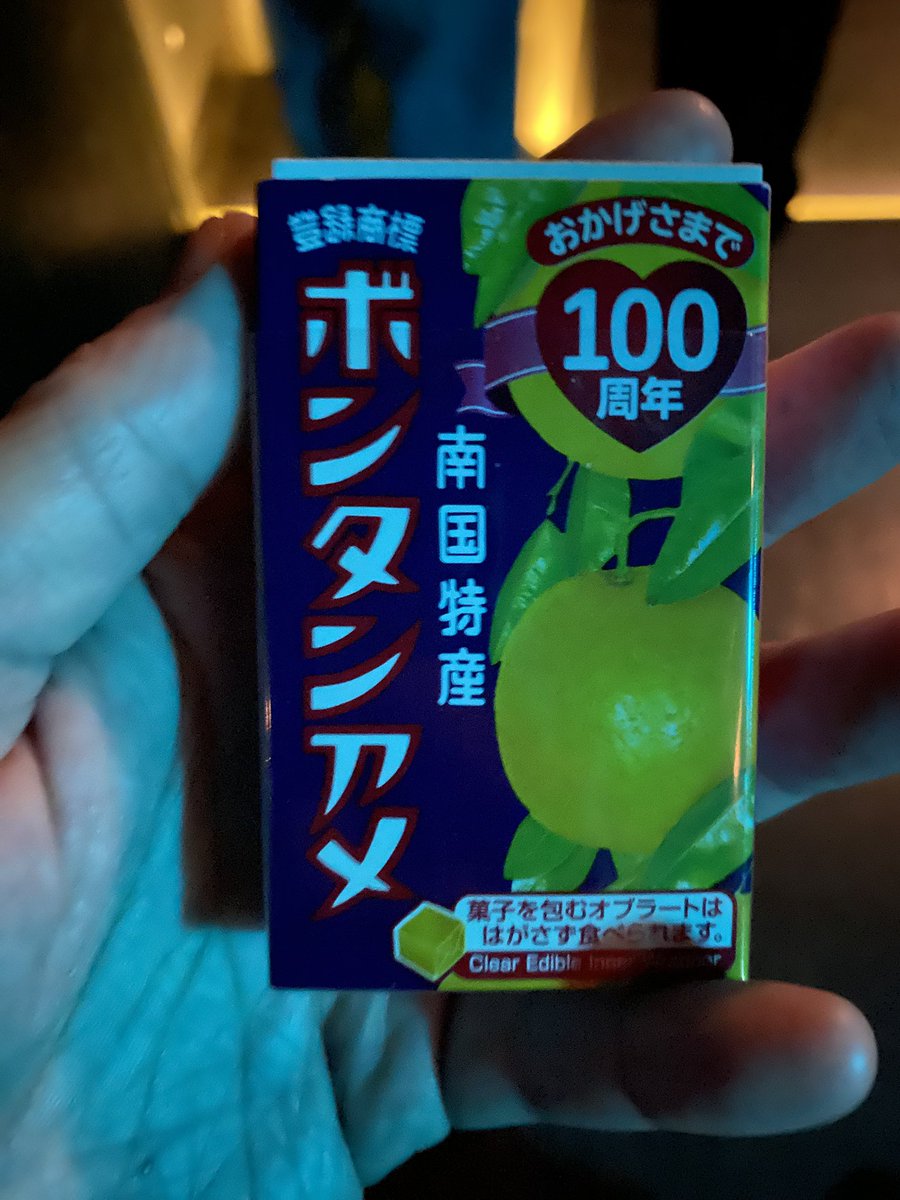 登録商標
ボンタンアメ
南国特産
おかげさまで
100
周年
菓子を包むオブラートは
はがさず食べられます。
Clear Edible Inner Wrapper